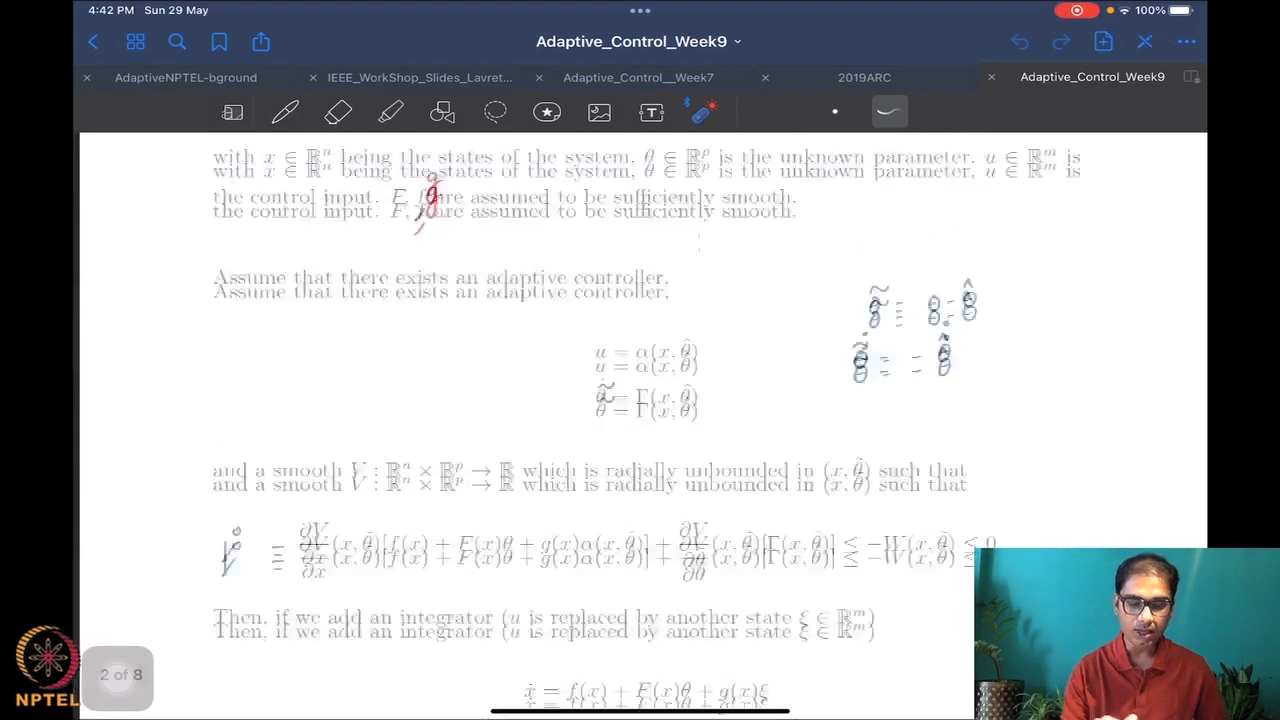 4:42 PM Sun 29 May
100%
Adaptive_Control_Week9
AdaptiveNPTEL-bground
IEEE_WorkShop_Slides_Lavret...
Adaptive_Control__Week7
2019ARC
Adaptive_Control_Week9
with x ∈ ℝⁿ being the states of the system, θ ∈ ℝᵖ is the unknown parameter, u ∈ ℝᵐ is
the control input. F, g are assumed to be sufficiently smooth.
Assume that there exists an adaptive controller,
θ̃ = θ - θ̂
u = α(x, θ̂)
θ̃̇ = - θ̂̇
= Γ(x, θ̂)
and a smooth V : ℝⁿ × ℝᵖ → ℝ which is radially unbounded in (x, θ̃) such that
V̇ = ∂V/∂x (x, θ̂)[f(x) + F(x)θ + g(x)α(x, θ̂)] + (x, θ̂)[Γ(x, θ̂)] ≤ −W(x, θ̂) ≤ 0
Then, if we add an integrator (u is replaced by another state ξ ∈ ℝᵐ)
ẋ = f(x) + F(x)θ + g(x)ξ
2 of 8
NPTEL